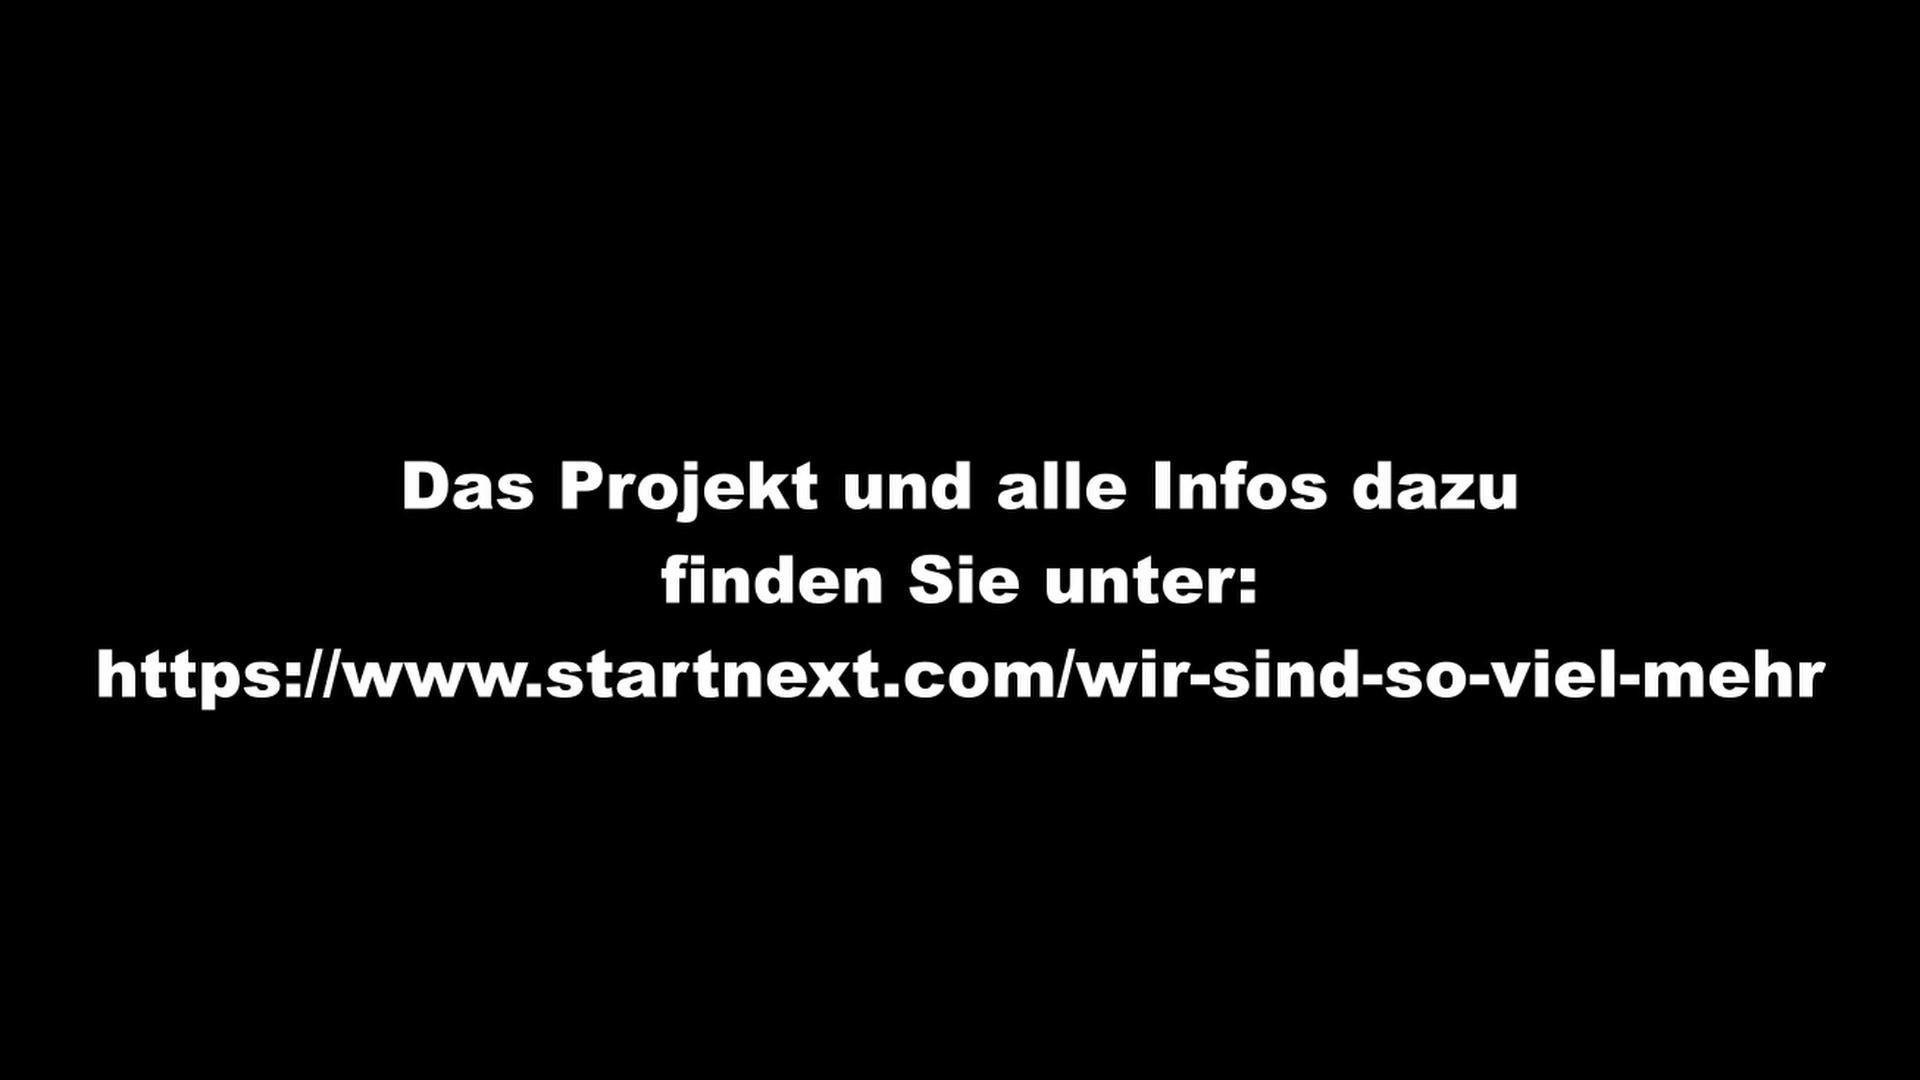 Das Projekt und alle Infos dazu
finden Sie unter:
https://www.startnext.com/wir-sind-so-viel-mehr